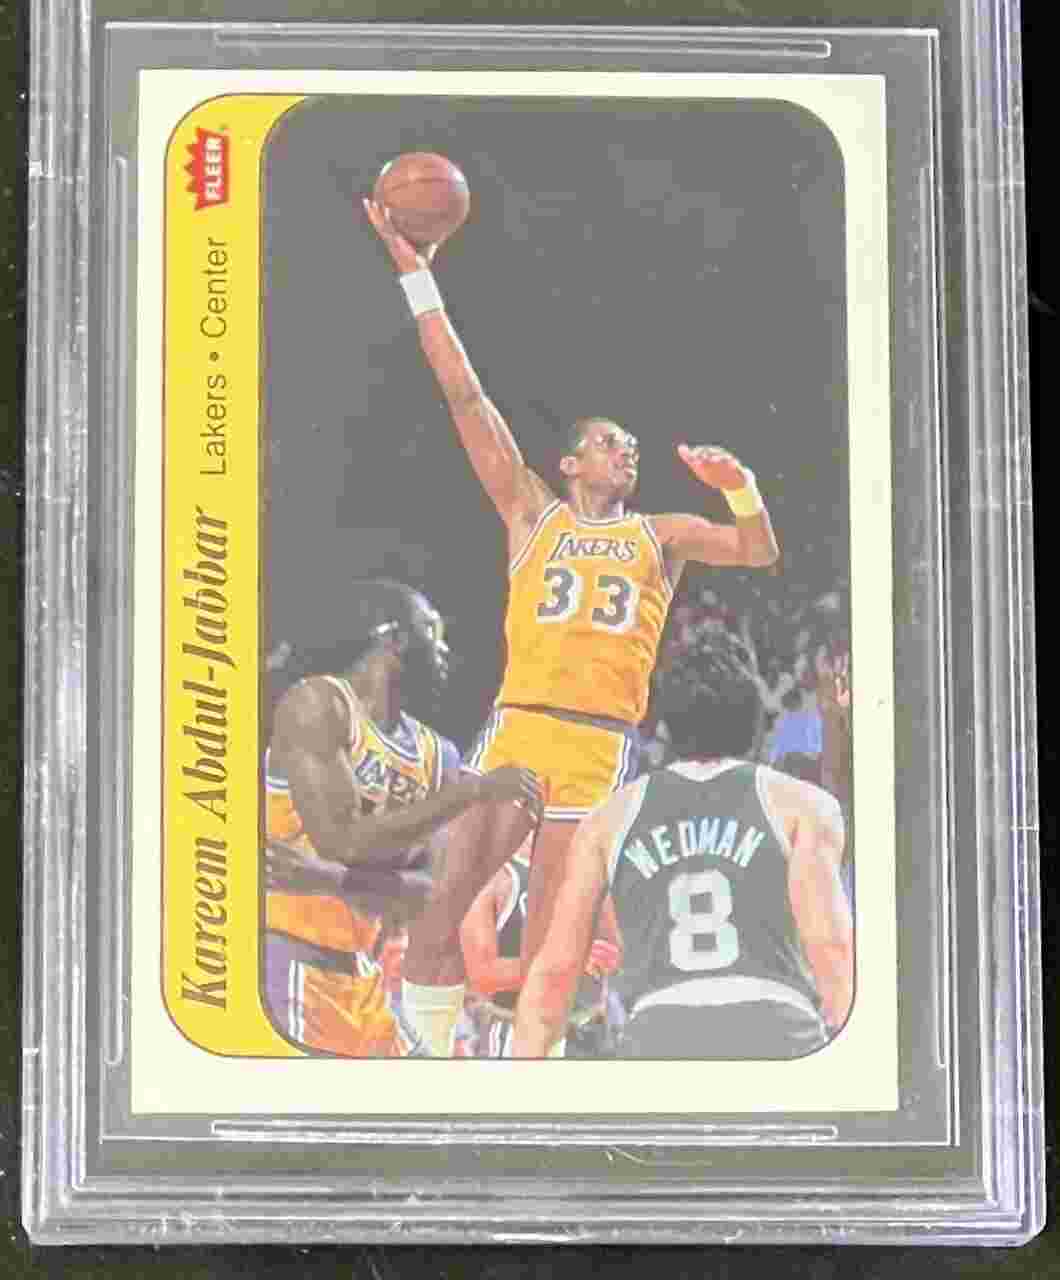 FLEER
Kareem Abdul-Jabbar Lakers • Center
LAKERS
33
LAKERS
WEDMAN
8